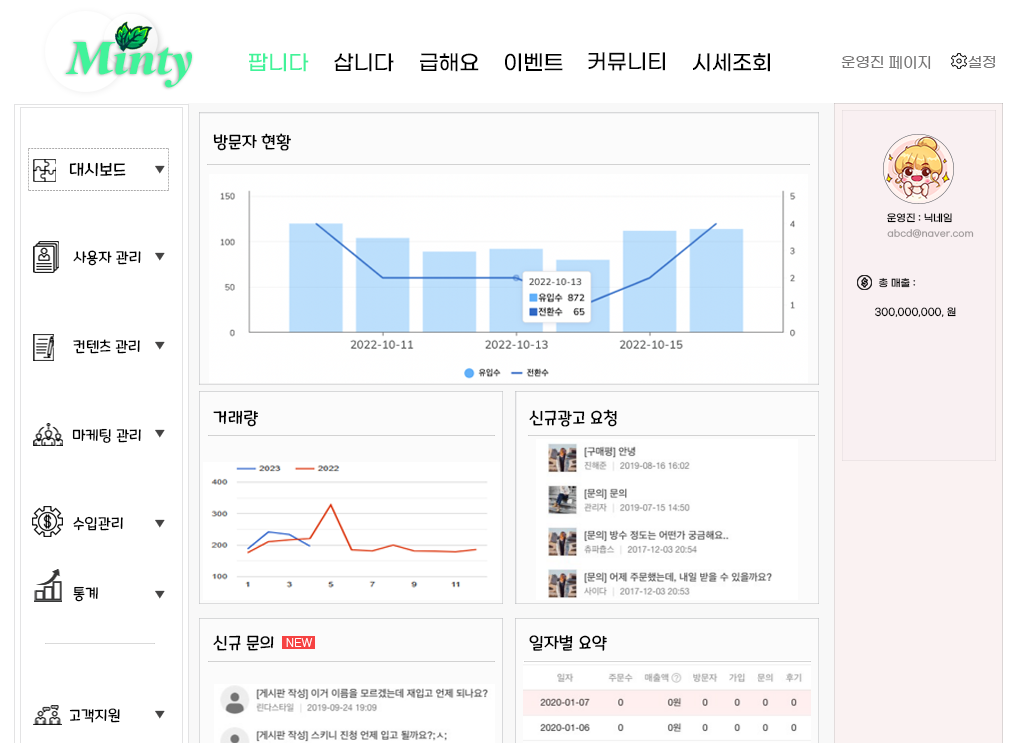 Minty
팝니다 삽니다 급해요 이벤트 커뮤니티 시세조회
운영진 페이지 설정
대시보드 ▼
사용자 관리 ▼
컨텐츠 관리 ▼
마케팅 관리 ▼
수입관리 ▼
통계 ▼
고객지원 ▼
방문자 현황
150 5
100 4
50 3
0 2
1
0
2022-10-13
유입수 872
전환수 65
2022-10-11 2022-10-13 2022-10-15
유입수 전환수
거래량
2023 2022
400
300
200
100
1 3 5 7 9 11
신규광고 요청
[구매평] 안녕
진해준 | 2019-08-16 16:02
[문의] 문의
관리자 | 2019-07-15 14:50
[문의] 방수 정도는 어떤가 궁금해요..
츄파춥스 | 2017-12-03 20:54
[문의] 어제 주문했는데, 내일 받을 수 있을까요?
사이다 | 2017-12-03 20:53
신규 문의 NEW
[게시판 작성] 이거 이름을 모르겠는데 재입고 언제 되나요?
린다스타일 | 2019-09-24 19:09
[게시판 작성] 스키니 진청 언제 입고 될까요?;ㅅ;
일자별 요약
일자 주문수 매출액 ? 방문자 가입 문의 후기
2020-01-07 0 0원 0 0 0 0
2020-01-06 0 0원 0 0 0 0
운영진 : 닉네임
abcd@naver.com
총 매출 :
300,000,000, 원